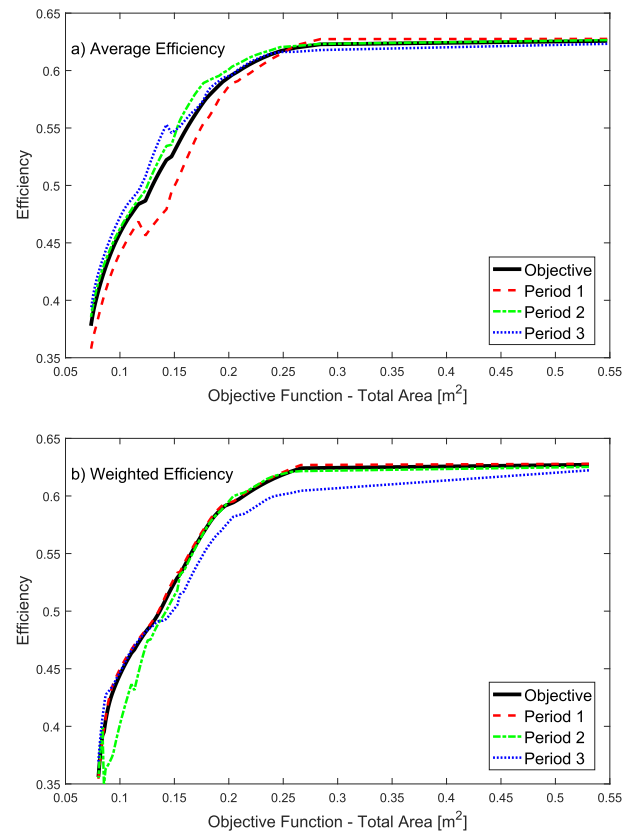 a) Average Efficiency
Efficiency
0.65
0.6
0.55
0.5
0.45
0.4
0.35
Objective
Period 1
Period 2
Period 3
0.05 0.1 0.15 0.2 0.25 0.3 0.35 0.4 0.45 0.5 0.55
Objective Function - Total Area [m²]
b) Weighted Efficiency
Efficiency
0.65
0.6
0.55
0.5
0.45
0.4
0.35
Objective
Period 1
Period 2
Period 3
0.05 0.1 0.15 0.2 0.25 0.3 0.35 0.4 0.45 0.5 0.55
Objective Function - Total Area [m²]